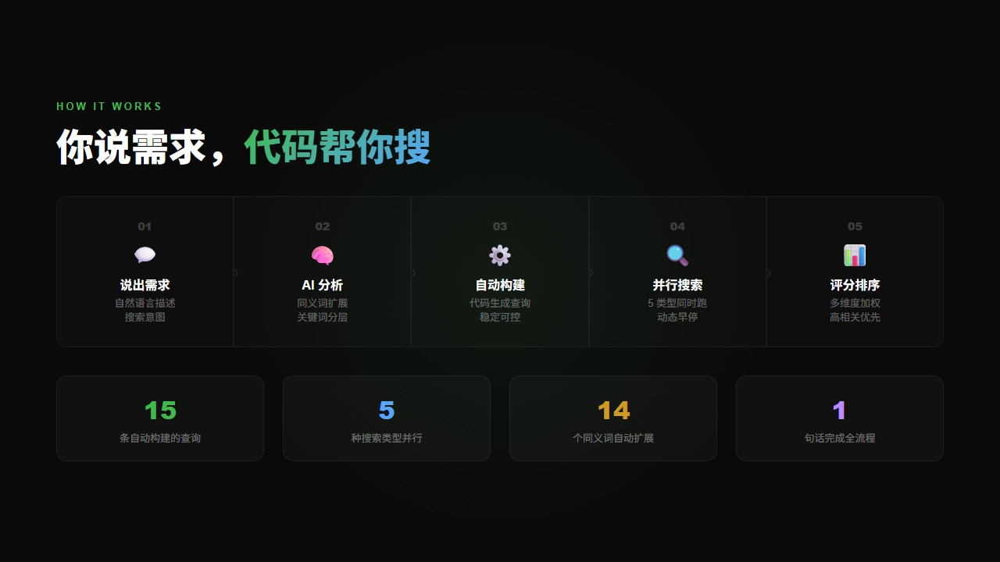 HOW IT WORKS
你说需求，代码帮你搜
01
说出需求
自然语言描述
搜索意图
›
02
AI 分析
同义词扩展
关键词分层
›
03
自动构建
代码生成查询
稳定可控
›
04
并行搜索
5 类型同时跑
动态早停
›
05
评分排序
多维度加权
高相关优先
15
条自动构建的查询
5
种搜索类型并行
14
个同义词自动扩展
1
句话完成全流程